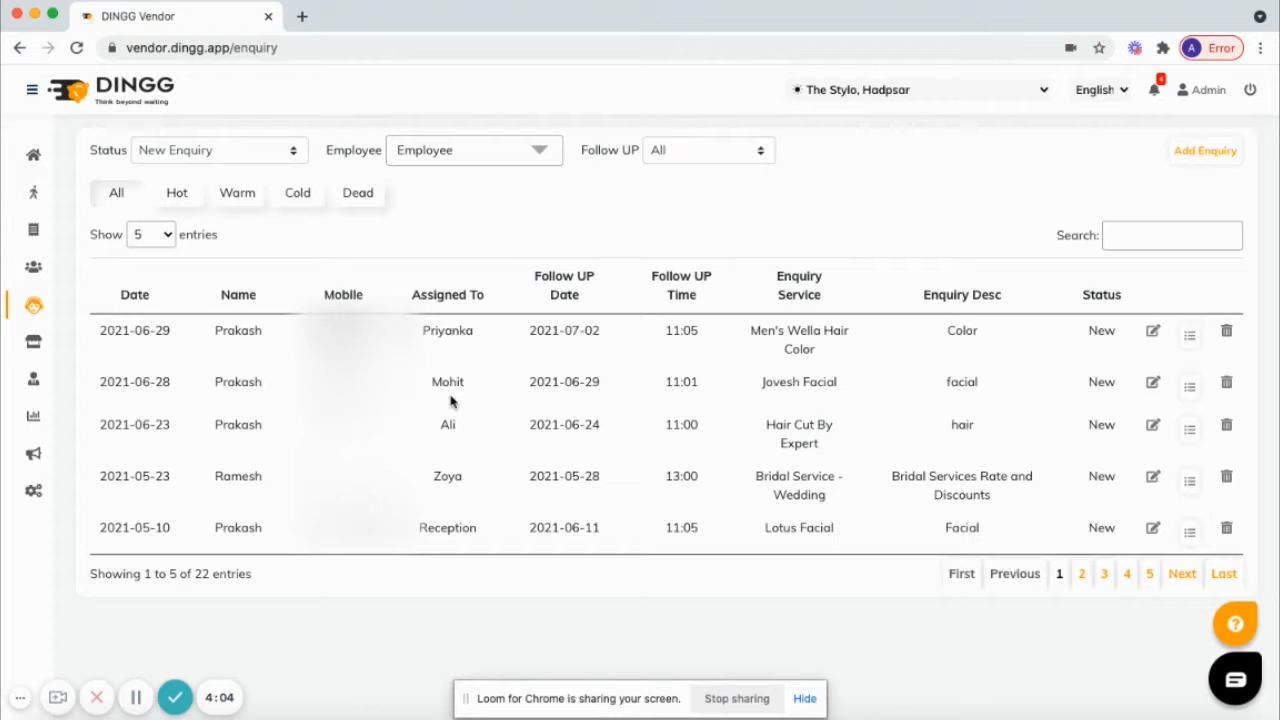 DINGG Vendor
vendor.dingg.app/enquiry
A Error
DINGG
Think beyond waiting
The Stylo, Hadpsar
English
4
Admin
Status New Enquiry Employee Employee Follow UP All Add Enquiry
All Hot Warm Cold Dead
Show 5 entries Search:
Date Name Mobile Assigned To Follow UP Date Follow UP Time Enquiry Service Enquiry Desc Status
2021-06-29 Prakash Priyanka 2021-07-02 11:05 Men's Wella Hair Color Color New
2021-06-28 Prakash Mohit 2021-06-29 11:01 Jovesh Facial facial New
2021-06-23 Prakash Ali 2021-06-24 11:00 Hair Cut By Expert hair New
2021-05-23 Ramesh Zoya 2021-05-28 13:00 Bridal Service - Wedding Bridal Services Rate and Discounts New
2021-05-10 Prakash Reception 2021-06-11 11:05 Lotus Facial Facial New
Showing 1 to 5 of 22 entries First Previous 1 2 3 4 5 Next Last
4:04
Loom for Chrome is sharing your screen. Stop sharing Hide